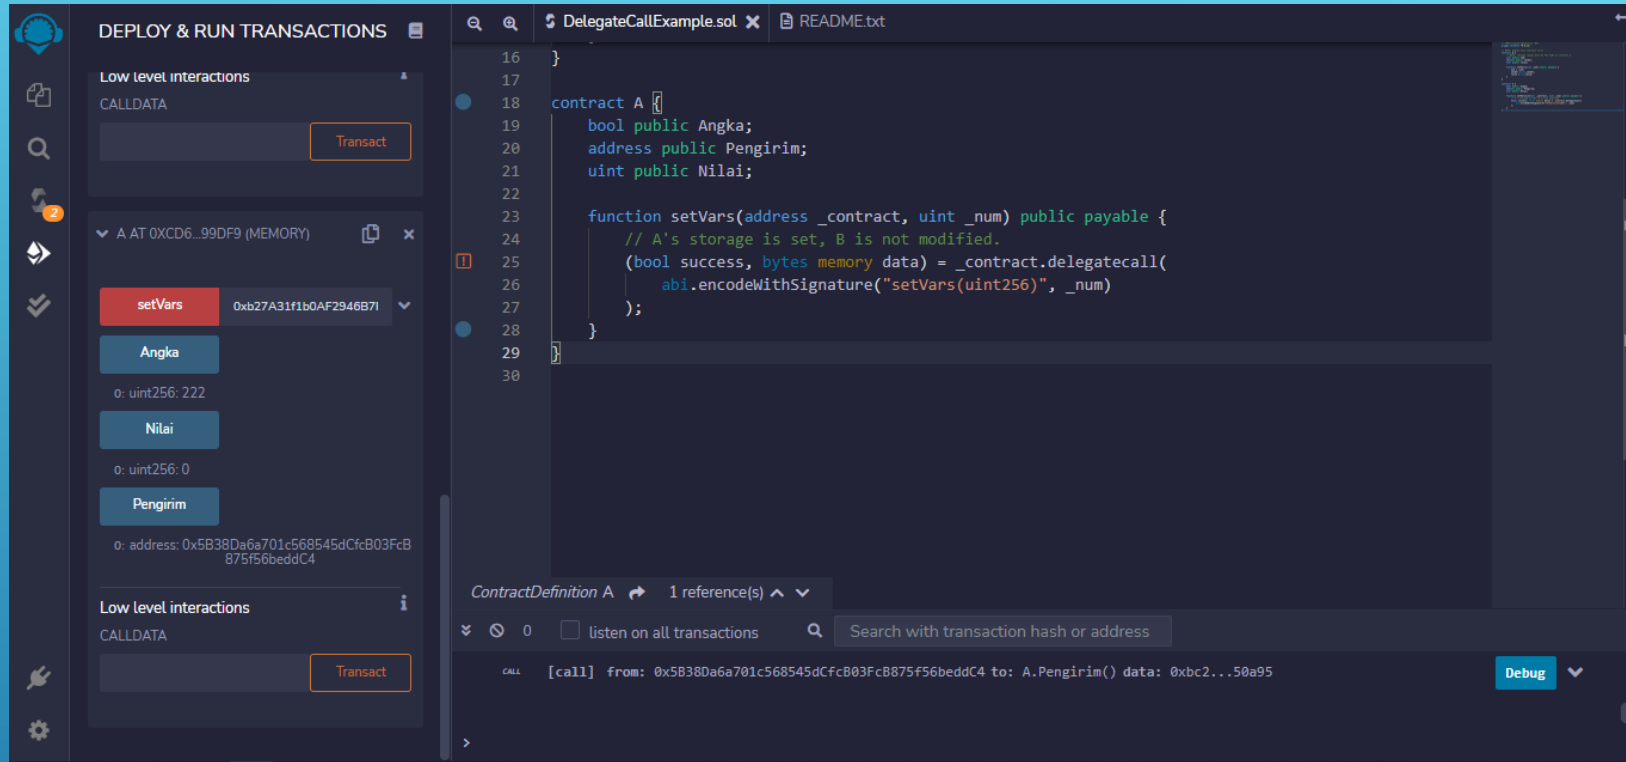 DEPLOY & RUN TRANSACTIONS
Low level interactions
CALLDATA
Transact
2
A AT 0XCD6...99DF9 (MEMORY)
setVars 0xb27A31f1b0AF2946B7I
Angka
0: uint256: 222
Nilai
0: uint256: 0
Pengirim
0: address: 0x5B38Da6a701c568545dCfcB03FcB
875f56beddC4
Low level interactions
CALLDATA
Transact
DelegateCallExample.sol README.txt
16 }
17
18 contract A {
19 bool public Angka;
20 address public Pengirim;
21 uint public Nilai;
22
23 function setVars(address _contract, uint _num) public payable {
24 // A's storage is set, B is not modified.
25 (bool success, bytes memory data) = _contract.delegatecall(
26 abi.encodeWithSignature("setVars(uint256)", _num)
27 );
28 }
29 }
30
ContractDefinition A 1 reference(s)
0 listen on all transactions Search with transaction hash or address
CALL [call] from: 0x5B38Da6a701c568545dCfcB03FcB875f56beddC4 to: A.Pengirim() data: 0xbc2...50a95 Debug
>